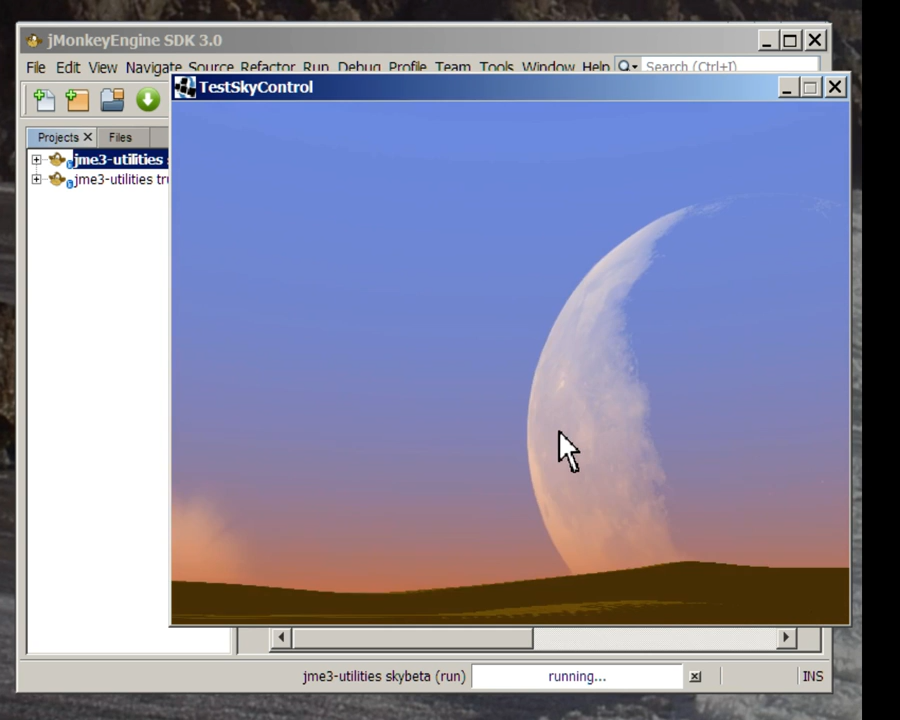 jMonkeyEngine SDK 3.0
File Edit View Navigate Source Refactor Run Debug Profile Team Tools Window Help Search (Ctrl+I)
TestSkyControl
Projects Files
jme3-utilities
jme3-utilities tr
jme3-utilities skybeta (run) running... INS